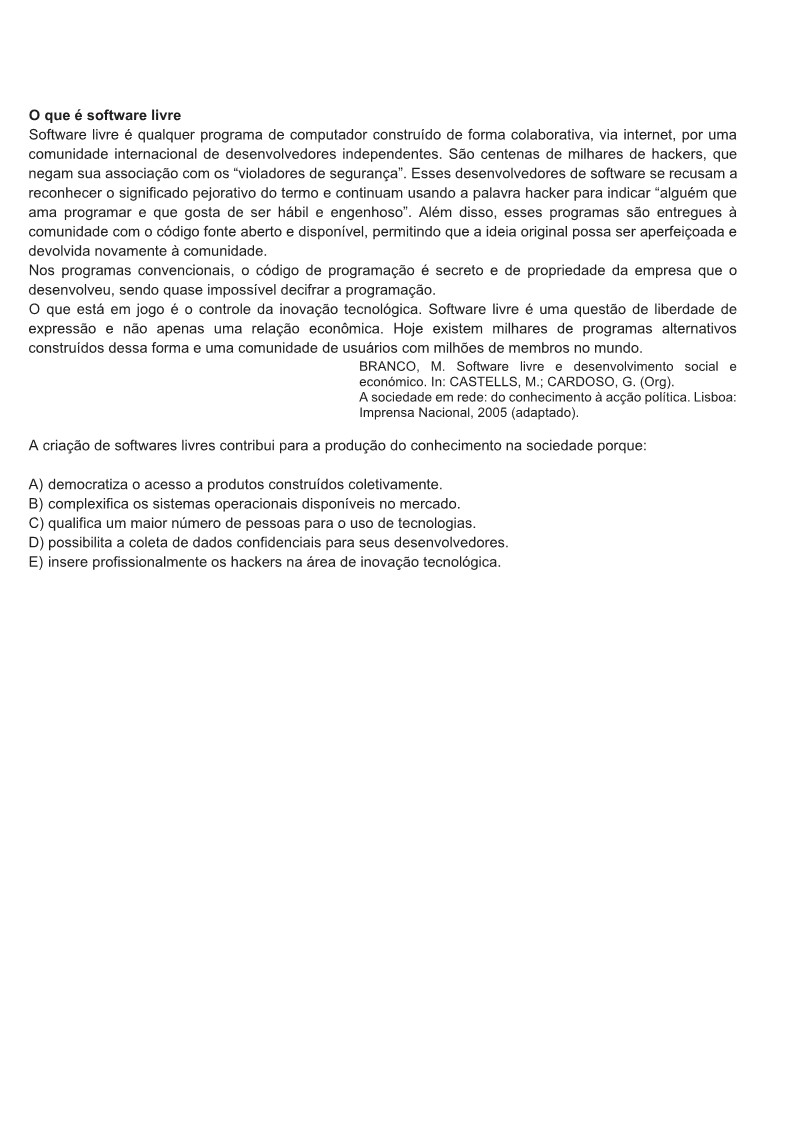 O que é software livre
Software livre é qualquer programa de computador construído de forma colaborativa, via internet, por uma
comunidade internacional de desenvolvedores independentes. São centenas de milhares de hackers, que
negam sua associação com os “violadores de segurança”. Esses desenvolvedores de software se recusam a
reconhecer o significado pejorativo do termo e continuam usando a palavra hacker para indicar “alguém que
ama programar e que gosta de ser hábil e engenhoso”. Além disso, esses programas são entregues à
comunidade com o código fonte aberto e disponível, permitindo que a ideia original possa ser aperfeiçoada e
devolvida novamente à comunidade.
Nos programas convencionais, o código de programação é secreto e de propriedade da empresa que o
desenvolveu, sendo quase impossível decifrar a programação.
O que está em jogo é o controle da inovação tecnológica. Software livre é uma questão de liberdade de
expressão e não apenas uma relação econômica. Hoje existem milhares de programas alternativos
construídos dessa forma e uma comunidade de usuários com milhões de membros no mundo.
BRANCO, M. Software livre e desenvolvimento social e
económico. In: CASTELLS, M.; CARDOSO, G. (Org).
A sociedade em rede: do conhecimento à acção política. Lisboa:
Imprensa Nacional, 2005 (adaptado).
A criação de softwares livres contribui para a produção do conhecimento na sociedade porque:
A) democratiza o acesso a produtos construídos coletivamente.
B) complexifica os sistemas operacionais disponíveis no mercado.
C) qualifica um maior número de pessoas para o uso de tecnologias.
D) possibilita a coleta de dados confidenciais para seus desenvolvedores.
E) insere profissionalmente os hackers na área de inovação tecnológica.